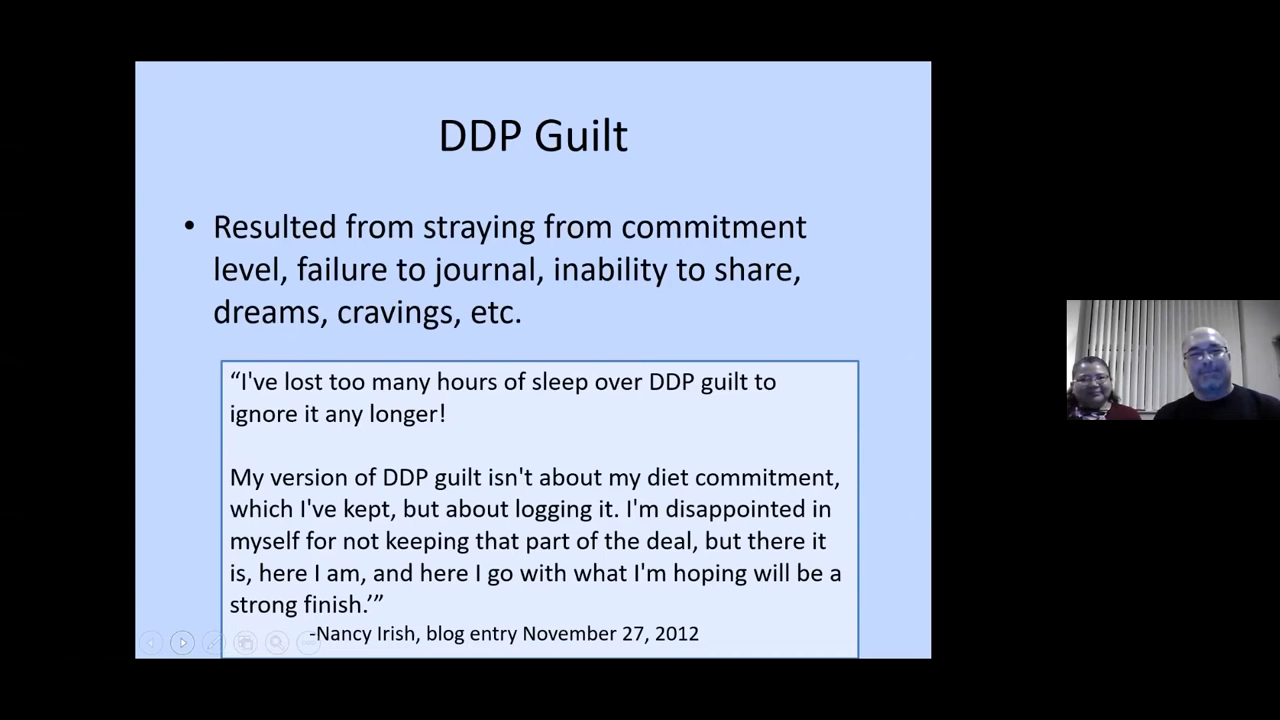 DDP Guilt
• Resulted from straying from commitment
level, failure to journal, inability to share,
dreams, cravings, etc.
“I've lost too many hours of sleep over DDP guilt to
ignore it any longer!
My version of DDP guilt isn't about my diet commitment,
which I've kept, but about logging it. I'm disappointed in
myself for not keeping that part of the deal, but there it
is, here I am, and here I go with what I'm hoping will be a
strong finish.’”
-Nancy Irish, blog entry November 27, 2012